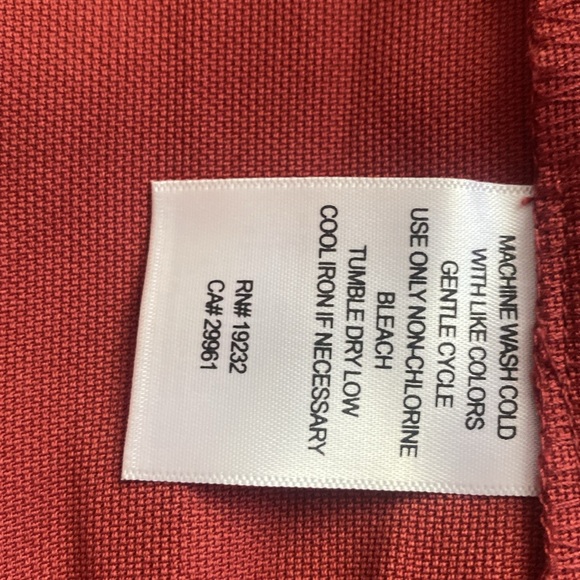 MACHINE WASH COLD
WITH LIKE COLORS
GENTLE CYCLE
USE ONLY NON-CHLORINE
BLEACH
TUMBLE DRY LOW
COOL IRON IF NECESSARY
RN# 19232
CA# 29961